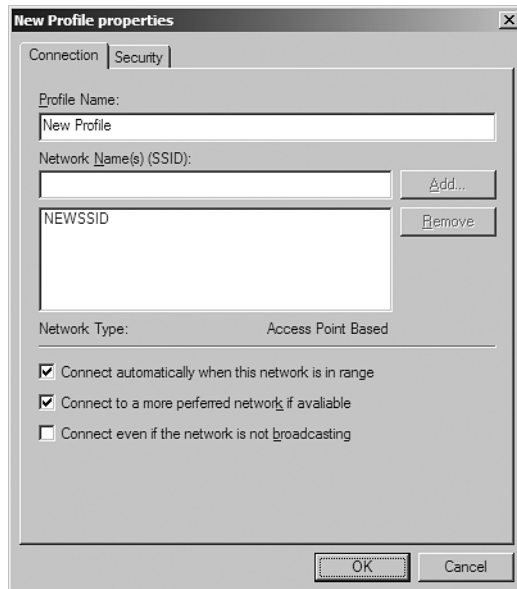 New Profile properties
Connection
Security
Profile Name:
New Profile
Network Name(s) (SSID):
Add...
NEWSSID
Remove
Network Type: Access Point Based
Connect automatically when this network is in range
Connect to a more perferred network if avaliable
Connect even if the network is not broadcasting
OK
Cancel